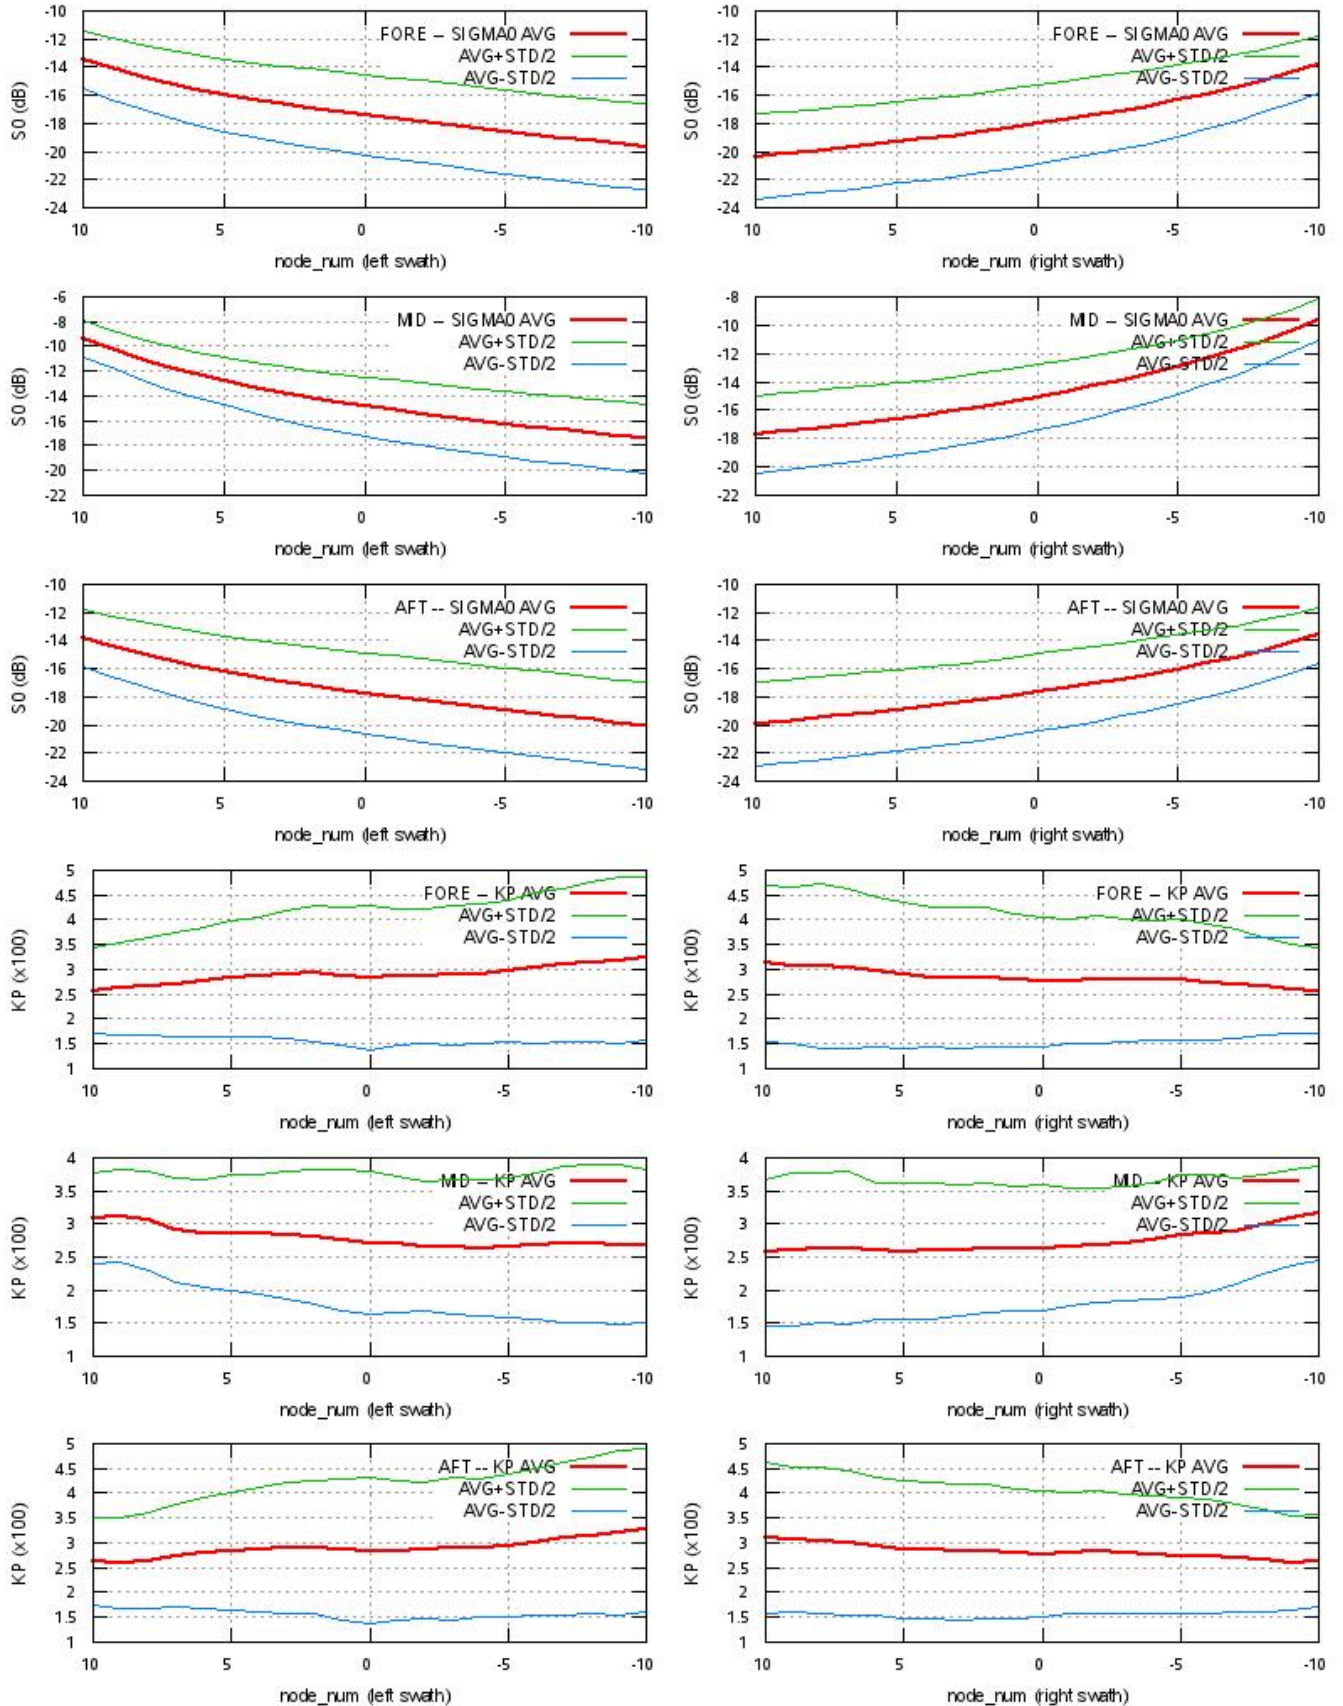 -10
-12
-14
-16
-18
-20
-22
-24
S0 (dB)
FORE – SIGMA0 AVG
AVG+STD/2
AVG-STD/2
10 5 0 -5 -10
node_num (left swath)
-10
-12
-14
-16
-18
-20
-22
-24
S0 (dB)
FORE – SIGMA0 AVG
AVG+STD/2
AVG-STD/2
10 5 0 -5 -10
node_num (right swath)
-6
-8
-10
-12
-14
-16
-18
-20
-22
S0 (dB)
MID – SIGMA0 AVG
AVG+STD/2
AVG-STD/2
10 5 0 -5 -10
node_num (left swath)
-8
-10
-12
-14
-16
-18
-20
-22
S0 (dB)
MID – SIGMA0 AVG
AVG+STD/2
AVG-STD/2
10 5 0 -5 -10
node_num (right swath)
-10
-12
-14
-16
-18
-20
-22
-24
S0 (dB)
AFT -- SIGMA0 AVG
AVG+STD/2
AVG-STD/2
10 5 0 -5 -10
node_num (left swath)
-10
-12
-14
-16
-18
-20
-22
-24
S0 (dB)
AFT -- SIGMA0 AVG
AVG+STD/2
AVG-STD/2
10 5 0 -5 -10
node_num (right swath)
5
4.5
4
3.5
3
2.5
2
1.5
1
KP (x100)
FORE – KP AVG
AVG+STD/2
AVG-STD/2
10 5 0 -5 -10
node_num (left swath)
5
4.5
4
3.5
3
2.5
2
1.5
1
KP (x100)
FORE – KP AVG
AVG+STD/2
AVG-STD/2
10 5 0 -5 -10
node_num (right swath)
4
3.5
3
2.5
2
1.5
1
KP (x100)
MID – KP AVG
AVG+STD/2
AVG-STD/2
10 5 0 -5 -10
node_num (left swath)
4
3.5
3
2.5
2
1.5
1
KP (x100)
MID – KP AVG
AVG+STD/2
AVG-STD/2
10 5 0 -5 -10
node_num (right swath)
5
4.5
4
3.5
3
2.5
2
1.5
1
KP (x100)
AFT -- KP AVG
AVG+STD/2
AVG-STD/2
10 5 0 -5 -10
node_num (left swath)
5
4.5
4
3.5
3
2.5
2
1.5
1
KP (x100)
AFT -- KP AVG
AVG+STD/2
AVG-STD/2
10 5 0 -5 -10
node_num (right swath)